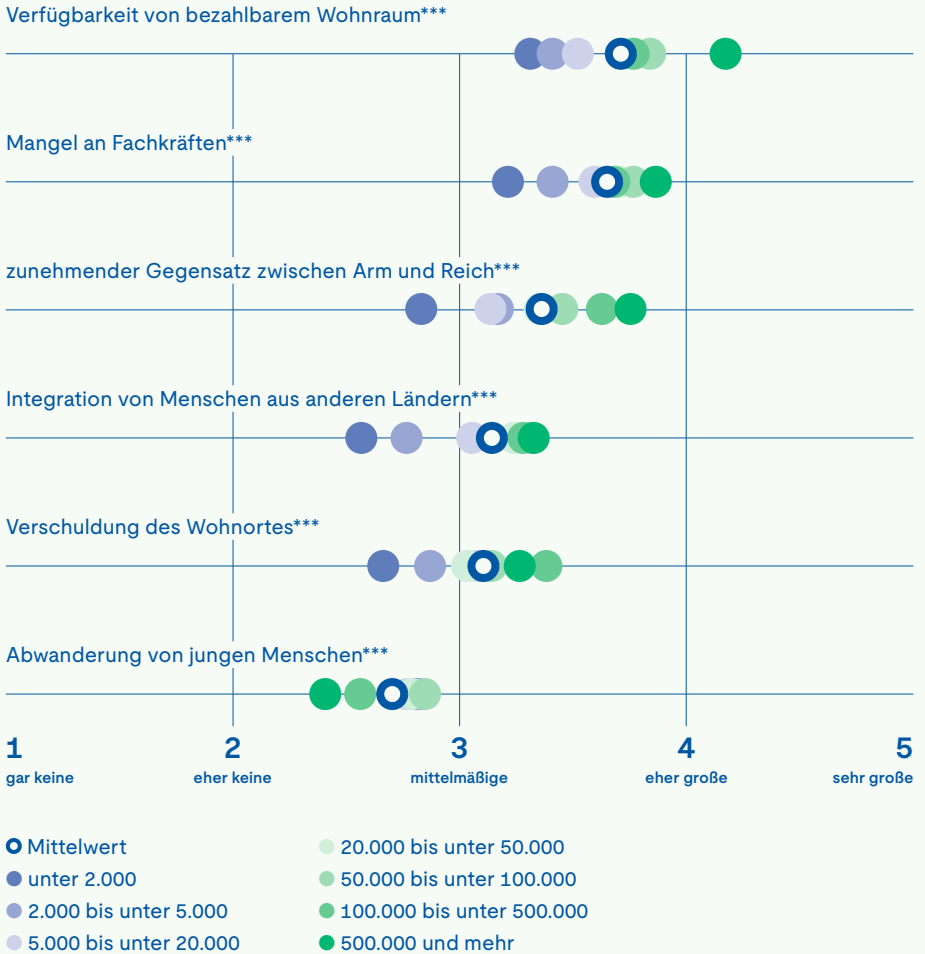 Verfügbarkeit von bezahlbarem Wohnraum***
Mangel an Fachkräften***
zunehmender Gegensatz zwischen Arm und Reich***
Integration von Menschen aus anderen Ländern***
Verschuldung des Wohnortes***
Abwanderung von jungen Menschen***
1 2 3 4 5
gar keine eher keine mittelmäßige eher große sehr große
Mittelwert
unter 2.000
2.000 bis unter 5.000
5.000 bis unter 20.000
20.000 bis unter 50.000
50.000 bis unter 100.000
100.000 bis unter 500.000
500.000 und mehr